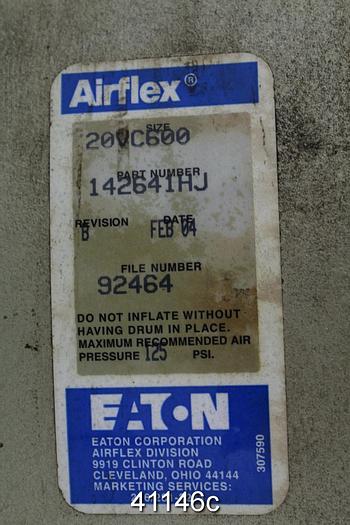 Airflex®
SIZE
20VC600
PART NUMBER
142641HJ
REVISION DATE
B FEB 04
FILE NUMBER
92464
DO NOT INFLATE WITHOUT
HAVING DRUM IN PLACE.
MAXIMUM RECOMMENDED AIR
PRESSURE 125 PSI.
EATON
EATON CORPORATION
AIRFLEX DIVISION
9919 CLINTON ROAD
CLEVELAND, OHIO 44144
MARKETING SERVICES:
307590
41146c